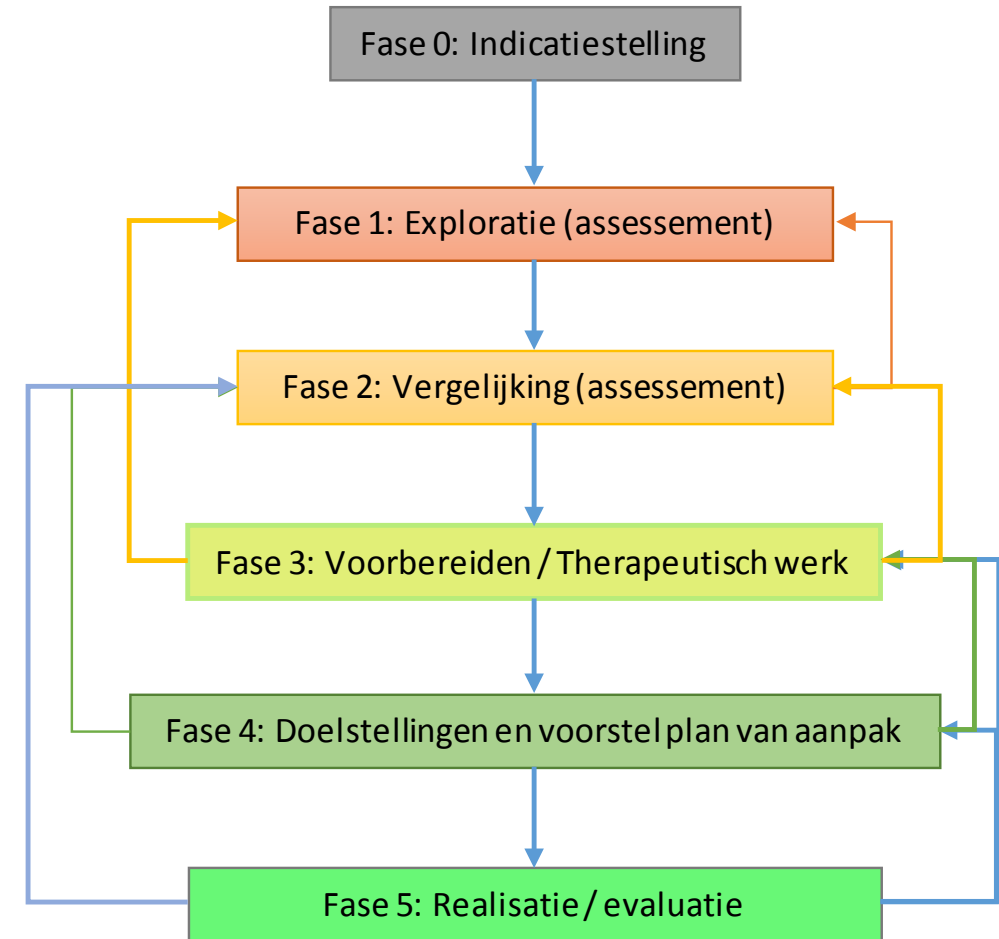 Fase 0: Indicatiestelling
Fase 1: Exploratie (assessement)
Fase 2: Vergelijking (assessement)
Fase 3: Voorbereiden / Therapeutisch werk
Fase 4: Doelstellingen en voorstel plan van aanpak
Fase 5: Realisatie / evaluatie